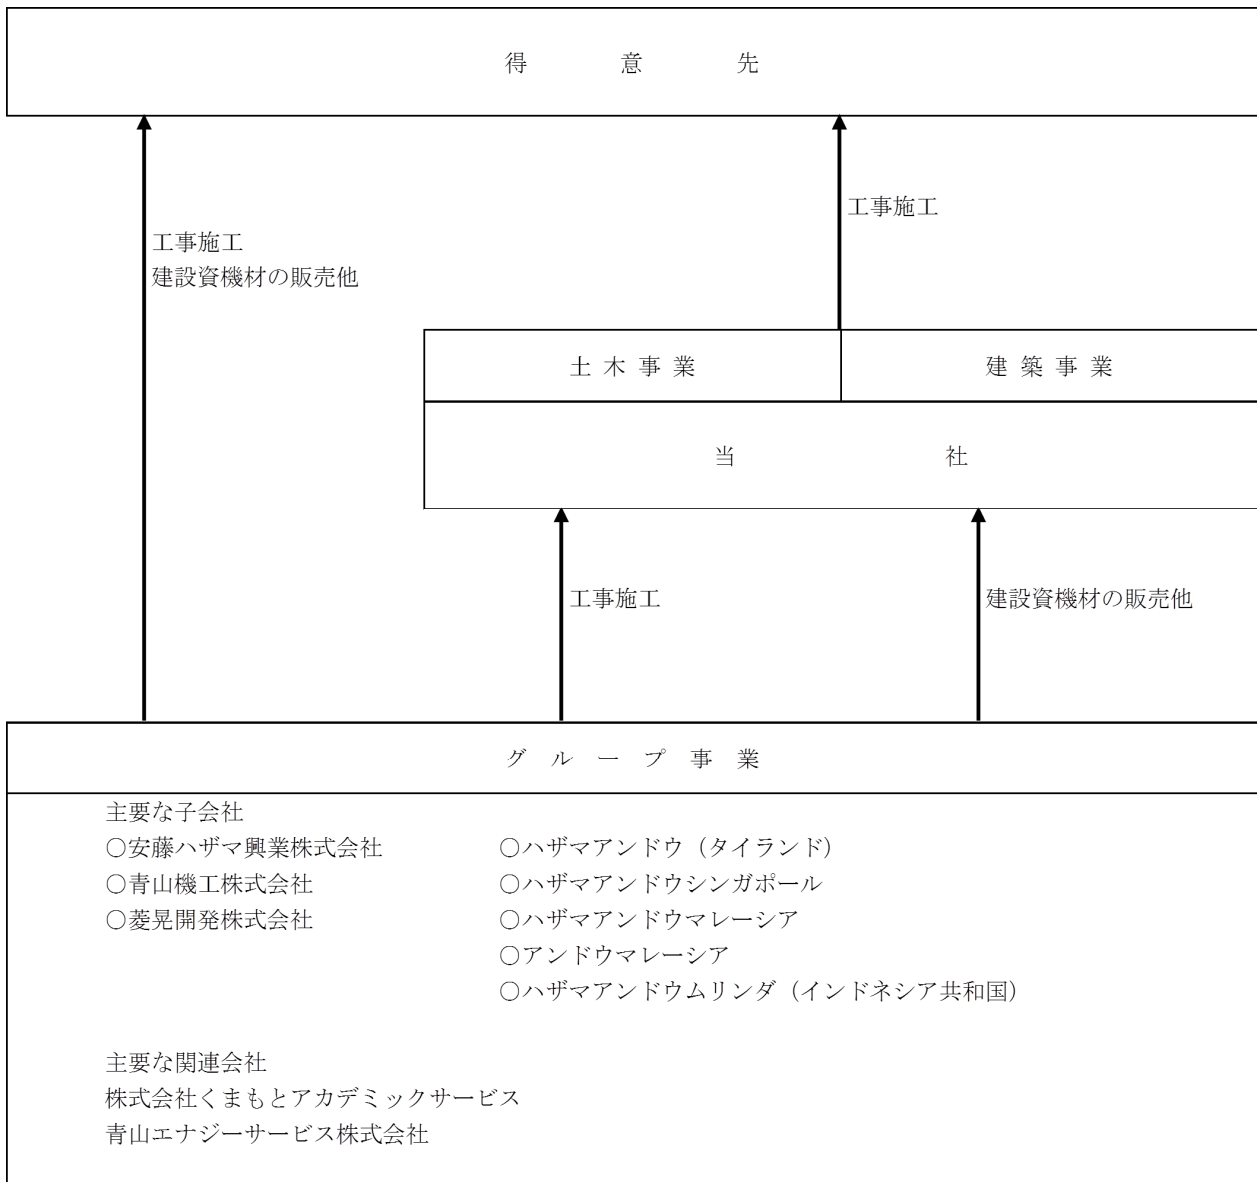 得意先
工事施工
工事施工
建設資機材の販売他
土木事業
建築事業
当社
工事施工
建設資機材の販売他
グループ事業
主要な子会社
○安藤ハザマ興業株式会社
○ハザマアンドウ（タイランド）
○青山機工株式会社
○ハザマアンドウシンガポール
○菱晃開発株式会社
○ハザマアンドウマレーシア
○アンドウマレーシア
○ハザマアンドウムリンダ（インドネシア共和国）
主要な関連会社
株式会社くまもとアカデミックサービス
青山エナジーサービス株式会社